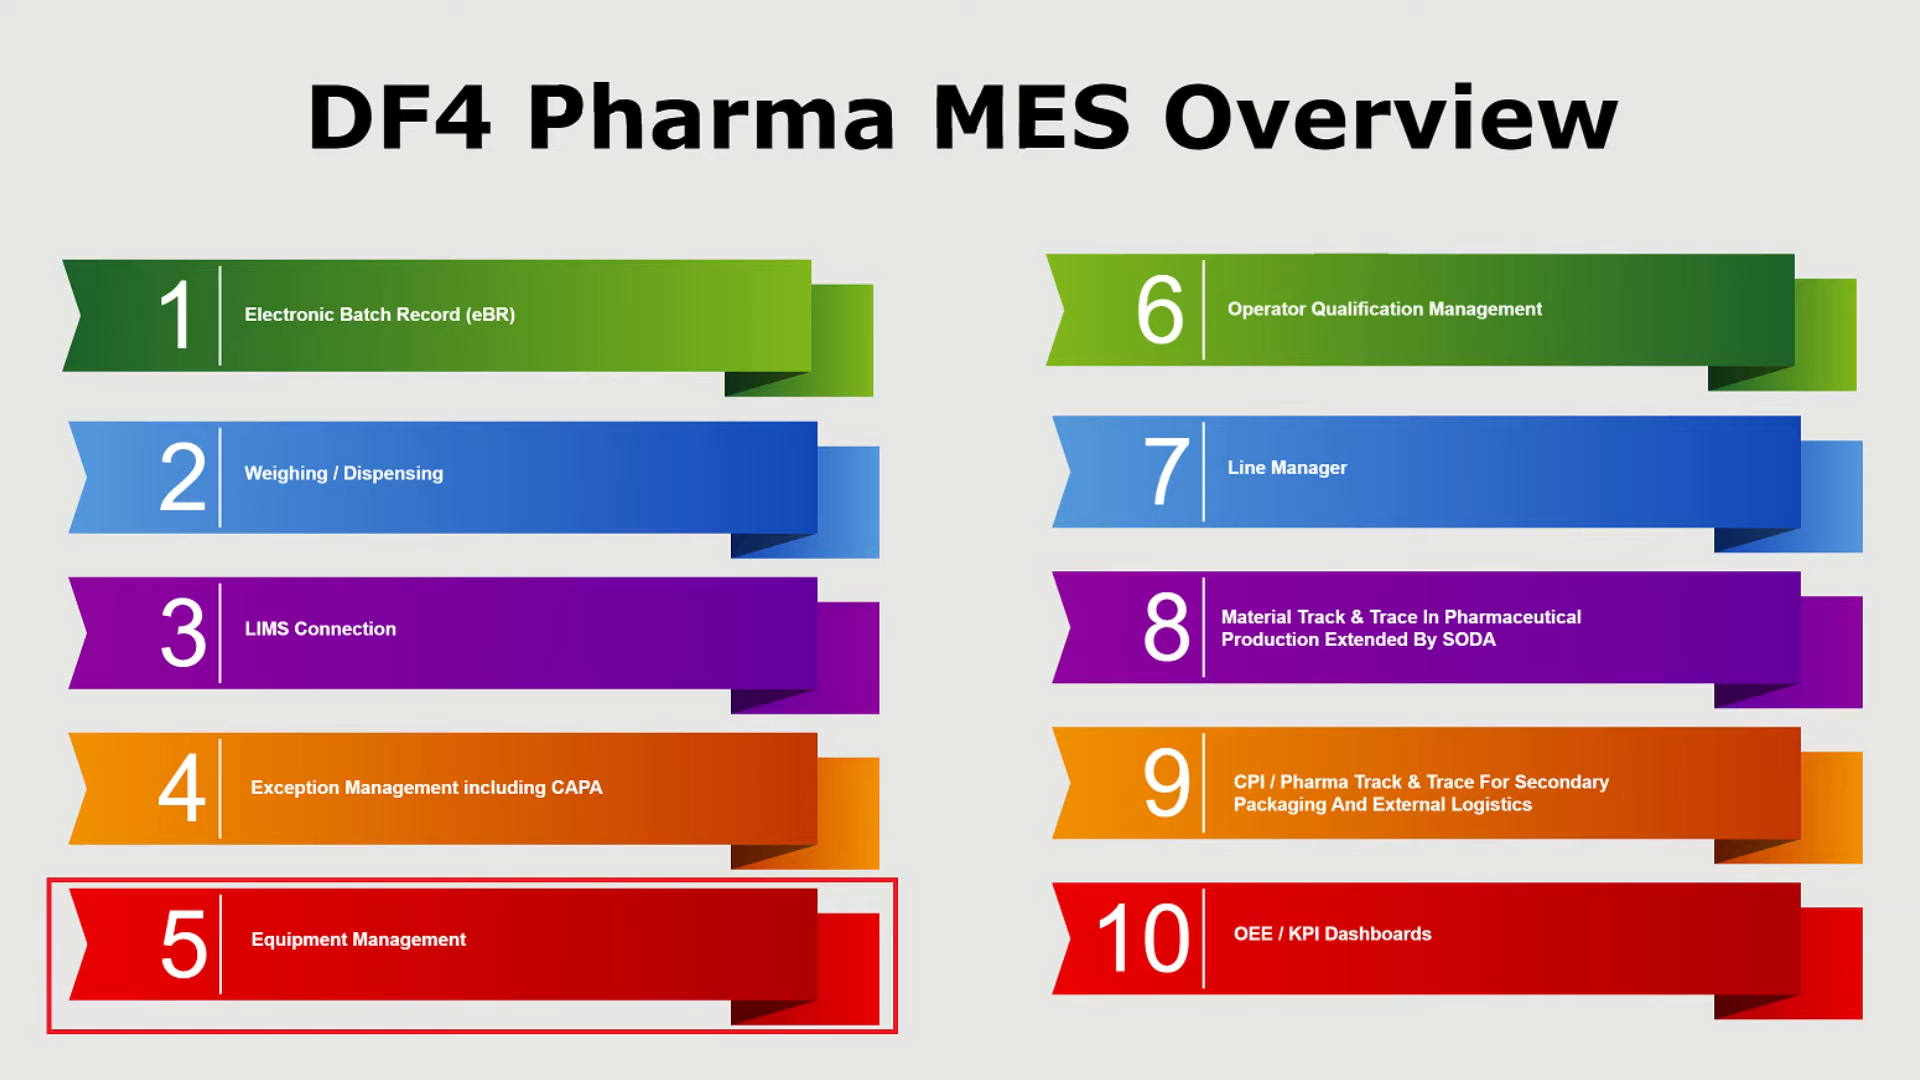 DF4 Pharma MES Overview
1
Electronic Batch Record (eBR)
2
Weighing / Dispensing
3
LIMS Connection
4
Exception Management including CAPA
5
Equipment Management
6
Operator Qualification Management
7
Line Manager
8
Material Track & Trace In Pharmaceutical
Production Extended By SODA
9
CPI / Pharma Track & Trace For Secondary
Packaging And External Logistics
10
OEE / KPI Dashboards